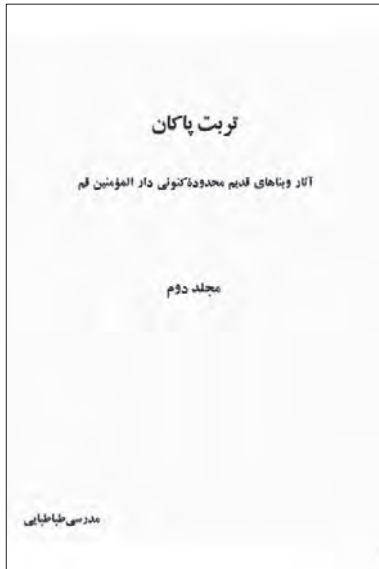 تربت پاکان
آثار وبناهای قدیم محدودهٔ کنونی دار المؤمنین قم
مجلد دوم
مدرسی طباطبایی